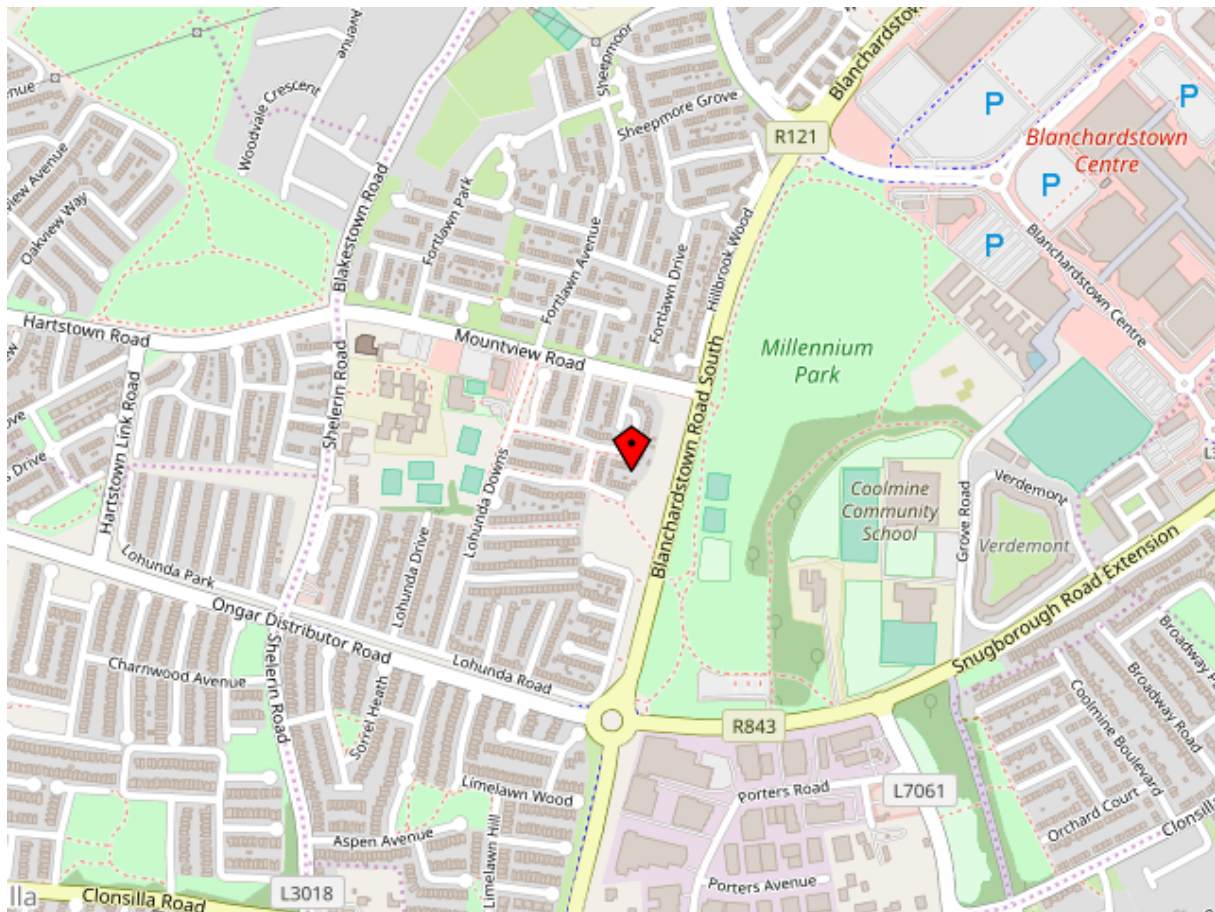 Avenue
Woodvale Crescent
Sheepmoor
Sheepmore Grove
Blanchardstown
R121
P
P
Blanchardstown
Centre
P
P
Oakview Way
view Avenue
Blakestown Road
Fortlawn Park
Fortlawn Avenue
Fortlawn Drive
Hillbrook Wood
Blanchardstown Centre
Hartstown Road
Mountview Road
Millennium
Park
Hartstown Link Road
Shelerin Road
s Drive
Lohunda Downs
Blanchardstown Road South
Coolmine
Community
School
Grove Road
Verdemont
Verdemont
Lohunda Park
Lohunda Drive
Snugborough Road Extension
Ongar Distributor Road
Lohunda Road
Charnwood Avenue
Shelerin Road
Sorrel Heath
Broadway Road
Coolmine Boulevard
R843
Limelawn Wood
Porters Road
L7061
Orchard Court
Aspen Avenue
Limelawn Hill
Clonsilla
Porters Avenue
L3018
lla
Clonsilla Road